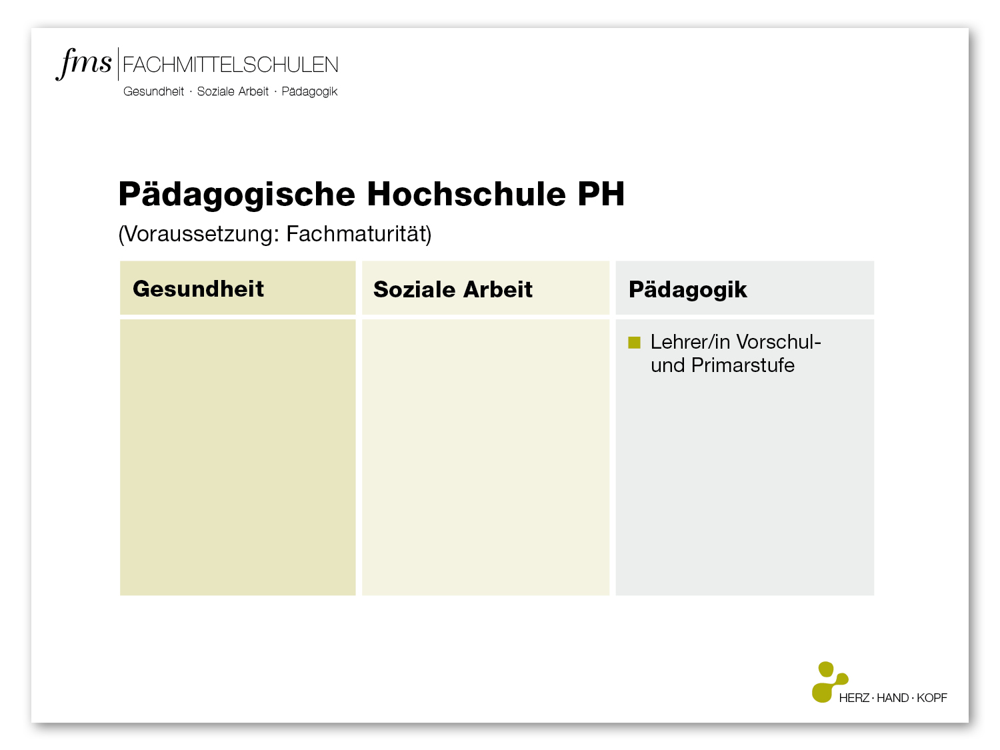 fms FACHMITTELSCHULEN
Gesundheit · Soziale Arbeit · Pädagogik
Pädagogische Hochschule PH
(Voraussetzung: Fachmaturität)
Gesundheit
Soziale Arbeit
Pädagogik
Lehrer/in Vorschul-
und Primarstufe
HERZ · HAND · KOPF